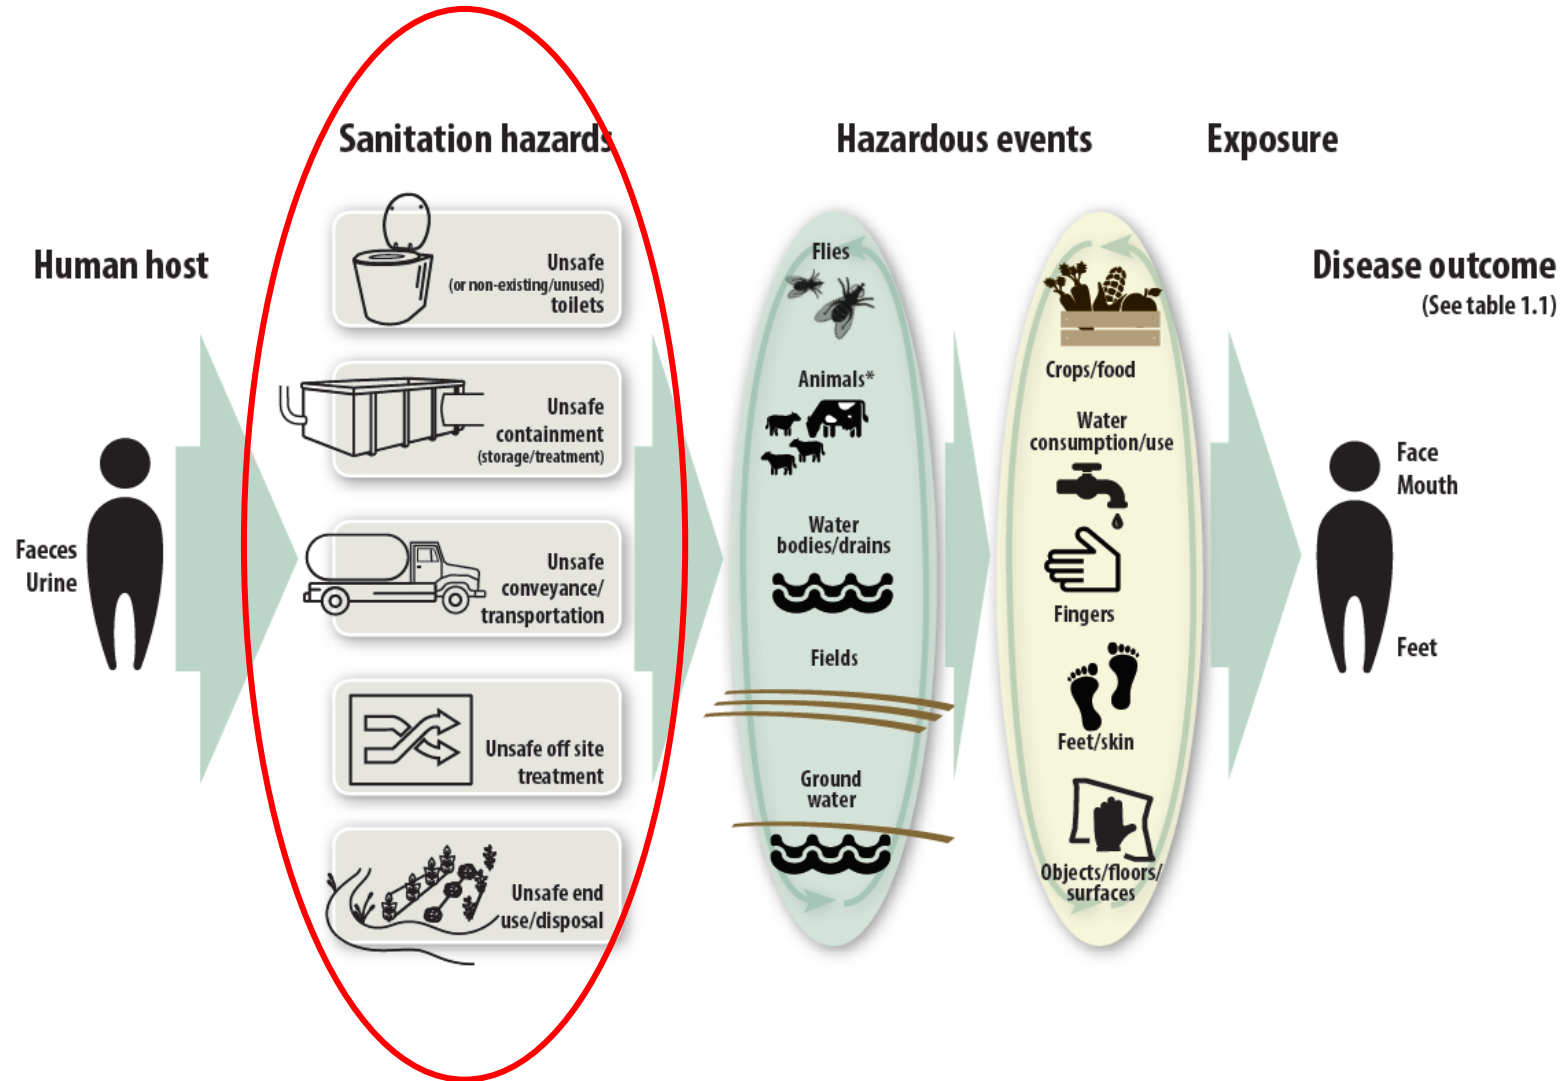 Sanitation hazards
Hazardous events
Exposure
Human host
Disease outcome
(See table 1.1)
Faeces
Urine
Unsafe
(or non-existing/unused)
toilets
Unsafe
containment
(storage/treatment)
Unsafe
conveyance/
transportation
Unsafe off site
treatment
Unsafe end
use/disposal
Flies
Animals*
Water
bodies/drains
Fields
Ground
water
Crops/food
Water
consumption/use
Fingers
Feet/skin
Objects/floors/
surfaces
Face
Mouth
Feet